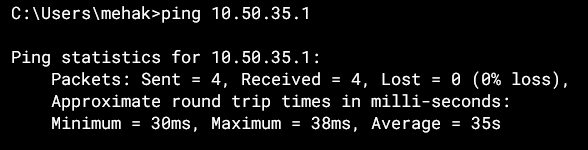 C:\Users\mehak>ping 10.50.35.1
Ping statistics for 10.50.35.1:
Packets: Sent = 4, Received = 4, Lost = 0 (0% loss),
Approximate round trip times in milli-seconds:
Minimum = 30ms, Maximum = 38ms, Average = 35s